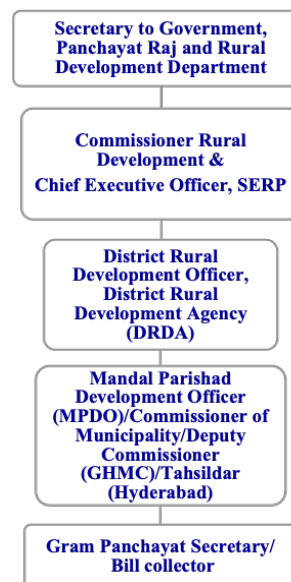 Secretary to Government,
Panchayat Raj and Rural
Development Department
Commissioner Rural
Development &
Chief Executive Officer, SERP
District Rural
Development Officer,
District Rural
Development Agency
(DRDA)
Mandal Parishad
Development Officer
(MPDO)/Commissioner of
Municipality/Deputy
Commissioner
(GHMC)/Tahsildar
(Hyderabad)
Gram Panchayat Secretary/
Bill collector